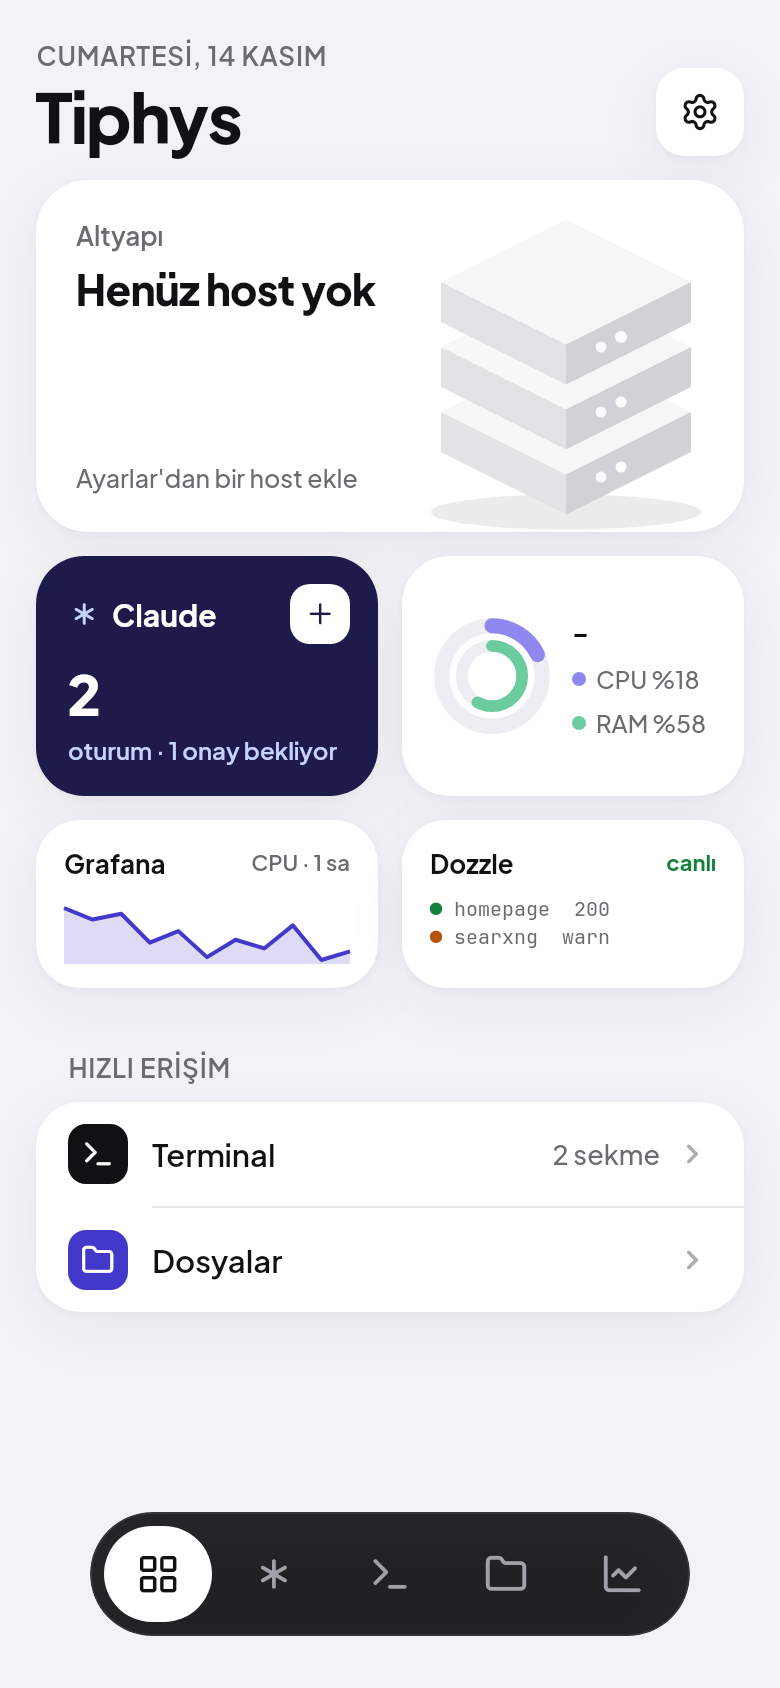 CUMARTESİ, 14 KASIM
Tiphys
Altyapı
Henüz host yok
Ayarlar'dan bir host ekle
Claude
2
oturum · 1 onay bekliyor
–
CPU %18
RAM %58
Grafana CPU · 1 sa
Dozzle canlı
homepage 200
searxng warn
HIZLI ERİŞİM
Terminal 2 sekme
Dosyalar